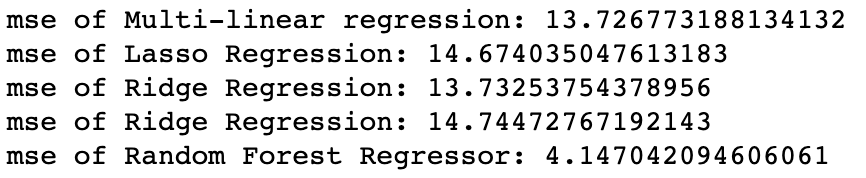 mse of Multi-linear regression: 13.726773188134132
mse of Lasso Regression: 14.674035047613183
mse of Ridge Regression: 13.73253754378956
mse of Ridge Regression: 14.74472767192143
mse of Random Forest Regressor: 4.147042094606061